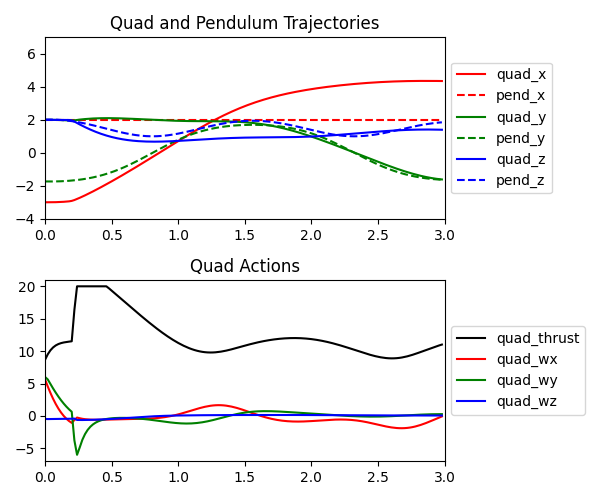 Quad and Pendulum Trajectories
6
4
2
0
−2
−4
0.0 0.5 1.0 1.5 2.0 2.5 3.0
quad_x
pend_x
quad_y
pend_y
quad_z
pend_z
Quad Actions
20
15
10
5
0
−5
0.0 0.5 1.0 1.5 2.0 2.5 3.0
quad_thrust
quad_wx
quad_wy
quad_wz